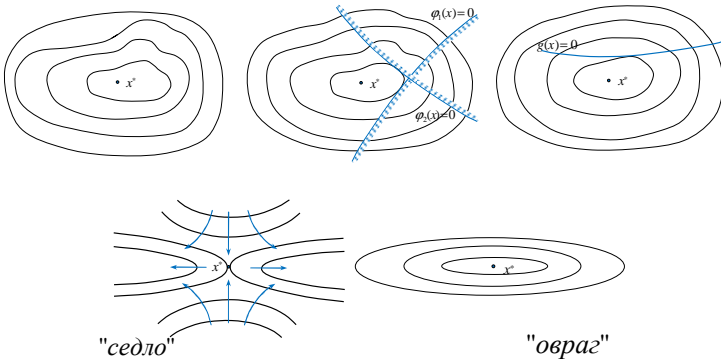 φ₁(x)=0
g(x)=0
x*
x*
x*
φ₂(x)=0
x*
x*
"седло"
"овраг"